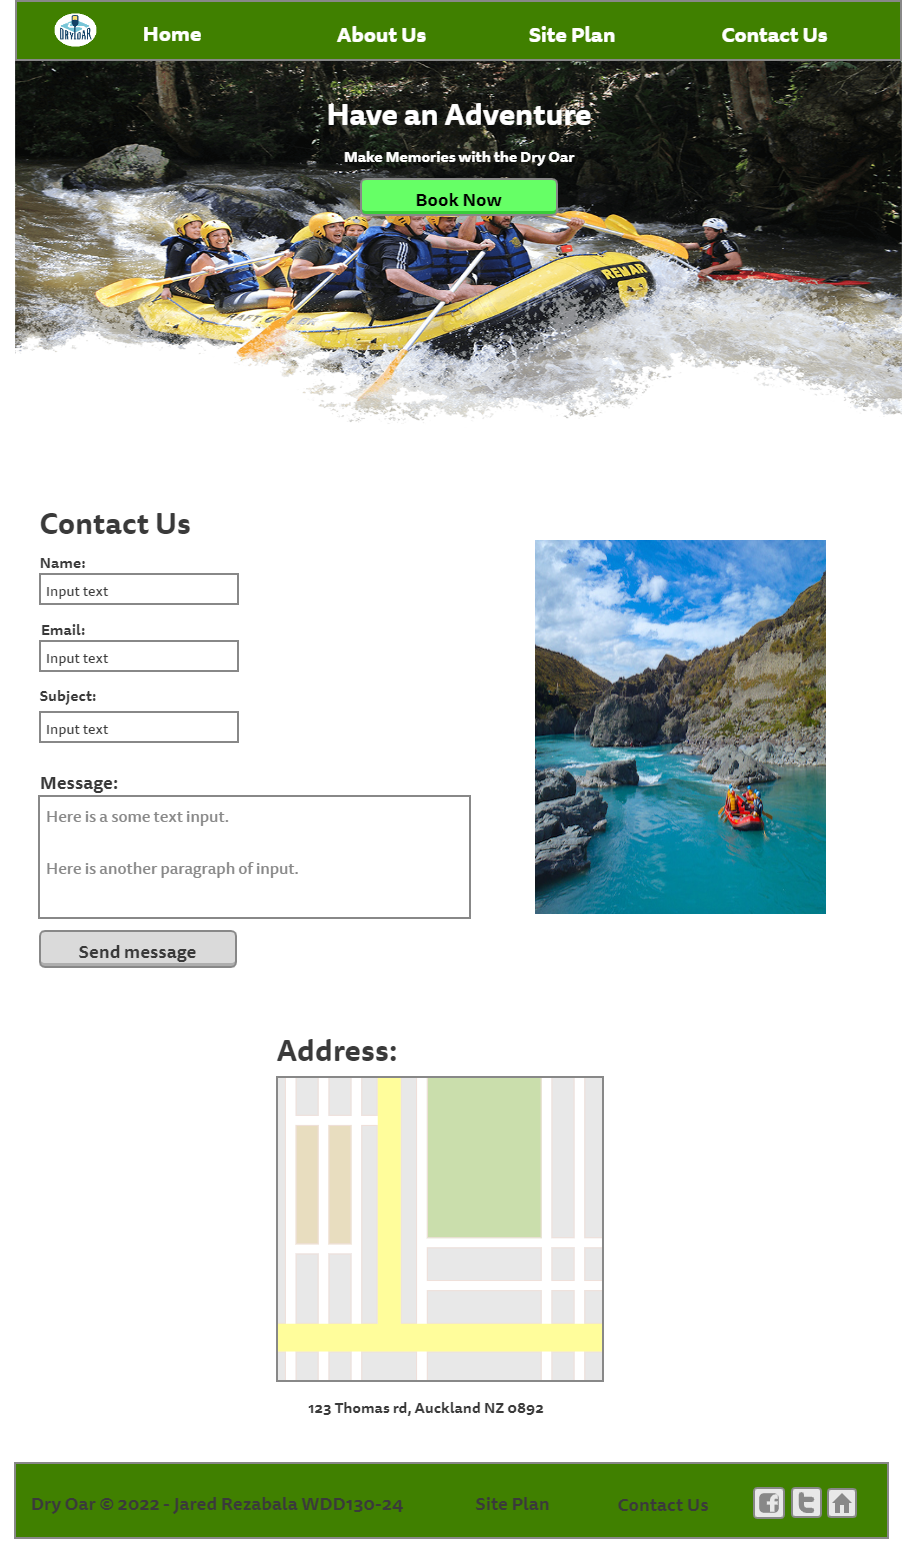 DRYOAR
Home
About Us
Site Plan
Contact Us
Have an Adventure
Make Memories with the Dry Oar
Book Now
REMAR
Contact Us
Name:
Input text
Email:
Input text
Subject:
Input text
Message:
Here is a some text input.
Here is another paragraph of input.
Send message
Address:
123 Thomas rd, Auckland NZ 0892
Dry Oar © 2022 - Jared Rezabala WDD130-24
Site Plan
Contact Us